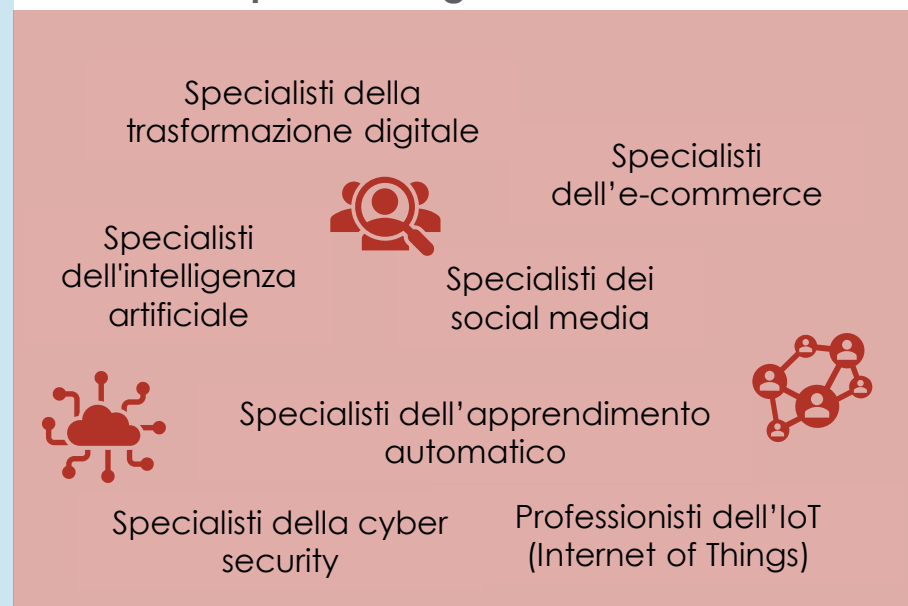 Specialisti della
trasformazione digitale
Specialisti
dell’e-commerce
Specialisti
dell'intelligenza
artificiale
Specialisti dei
social media
Specialisti dell’apprendimento
automatico
Specialisti della cyber
security
Professionisti dell’IoT
(Internet of Things)